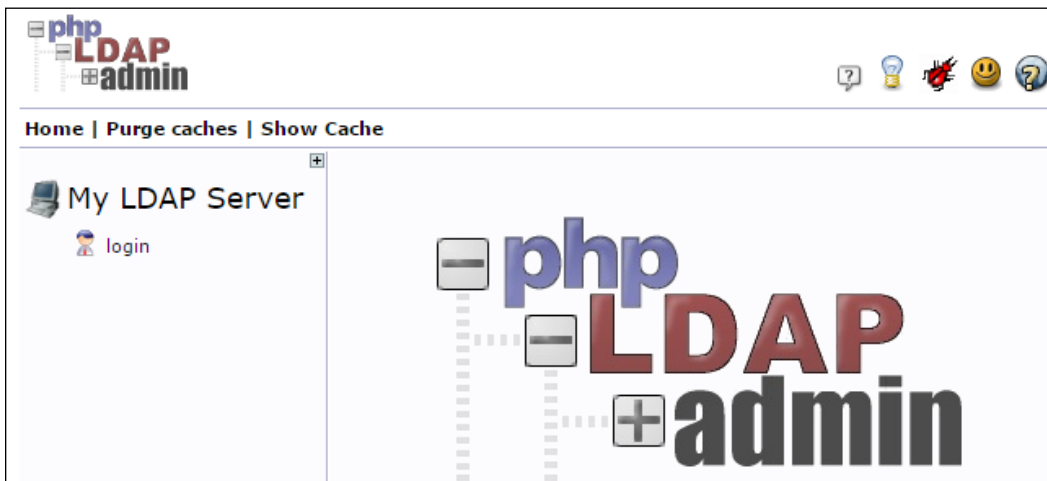 php
LDAP
admin
Home | Purge caches | Show Cache
My LDAP Server
login
php
LDAP
admin